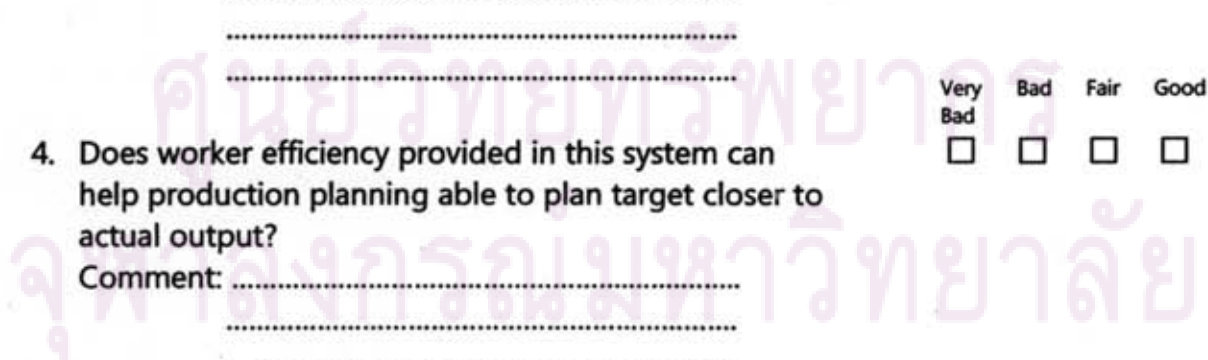 ........................................................................
........................................................................
ศูนย์วิทยทรัพยากร
Very Bad Fair Good
Bad
☐ ☐ ☐ ☐
4. Does worker efficiency provided in this system can
help production planning able to plan target closer to
actual output?
Comment: ........................................................................
........................................................................
จุฬาลงกรณ์มหาวิทยาลัย